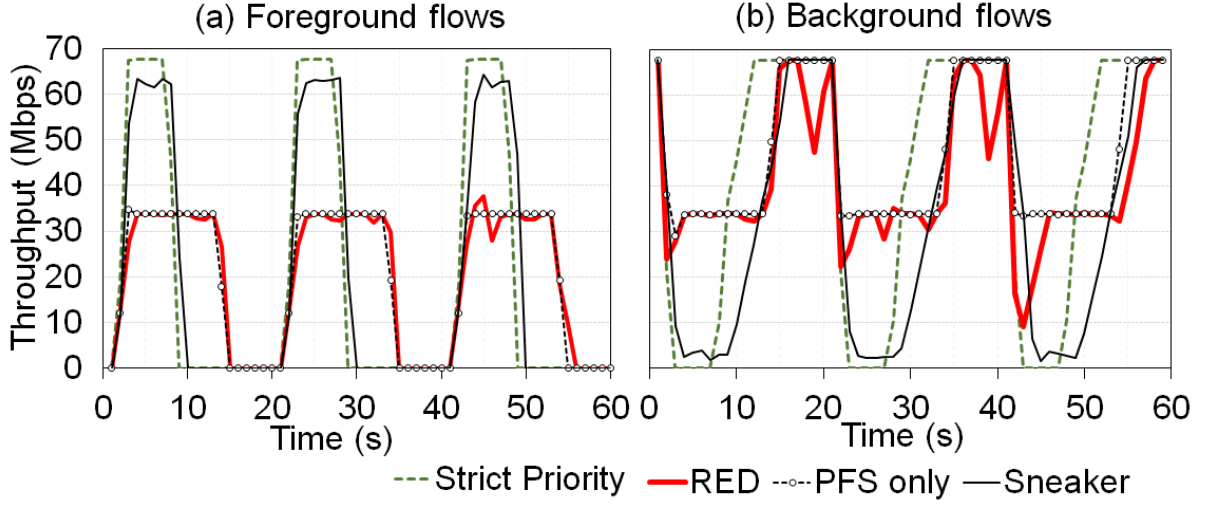 (a) Foreground flows
(b) Background flows
Throughput (Mbps)
70
60
50
40
30
20
10
0
0 10 20 30 40 50 60
Time (s)
0 10 20 30 40 50 60
Time (s)
Strict Priority RED PFS only Sneaker